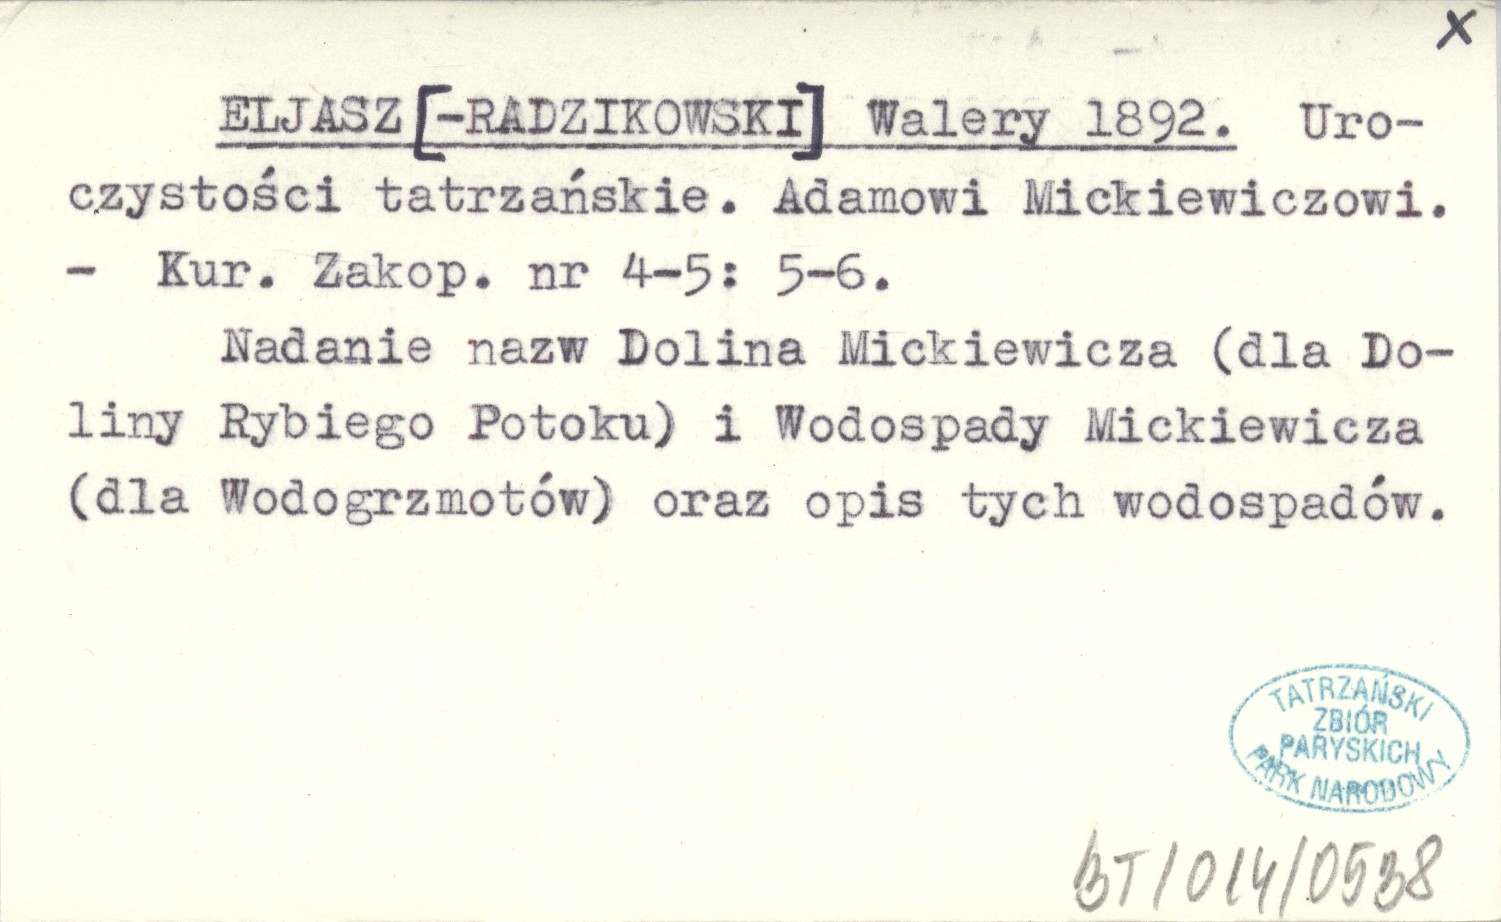 x
ELJASZ [-RADZIKOWSKI] Walery 1892. Uro-
czystości tatrzańskie. Adamowi Mickiewiczowi.
- Kur. Zakop. nr 4-5: 5-6.
Nadanie nazw Dolina Mickiewicza (dla Do-
liny Rybiego Potoku) i Wodospady Mickiewicza
(dla Wodogrzmotów) oraz opis tych wodospadów.
TATRZAŃSKI
ZBIÓR
PARYSKICH
PARK NARODOWY
BT/014/0538